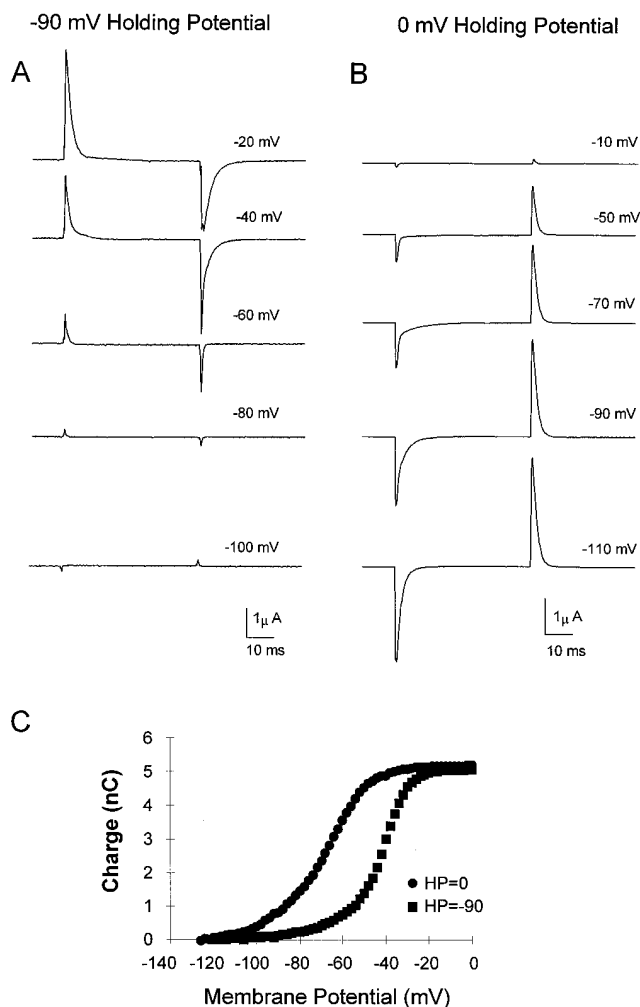 -90 mV Holding Potential
0 mV Holding Potential
A
B
-20 mV
-40 mV
-60 mV
-80 mV
-100 mV
1μ A
10 ms
-10 mV
-50 mV
-70 mV
-90 mV
-110 mV
1μ A
10 ms
C
Charge (nC)
6
5
4
3
2
1
0
HP=0
HP=-90
-140 -120 -100 -80 -60 -40 -20 0
Membrane Potential (mV)